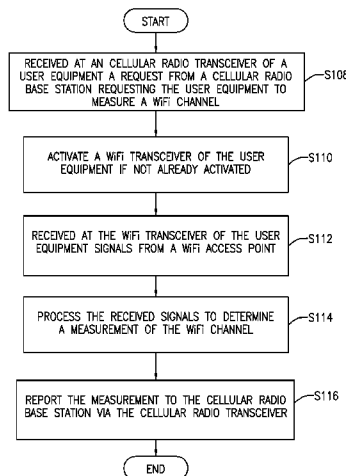 START
RECEIVED AT AN CELLULAR RADIO TRANSCEIVER OF A
USER EQUIPMENT A REQUEST FROM A CELLULAR RADIO
BASE STATION REQUESTING THE USER EQUIPMENT TO
MEASURE A WiFi CHANNEL
S108
ACTIVATE A WiFi TRANSCEIVER OF THE USER
EQUIPMENT IF NOT ALREADY ACTIVATED
S110
RECEIVED AT THE WiFi TRANSCEIVER OF THE USER
EQUIPMENT SIGNALS FROM A WiFi ACCESS POINT
S112
PROCESS THE RECEIVED SIGNALS TO DETERMINE
A MEASUREMENT OF THE WiFi CHANNEL
S114
REPORT THE MEASUREMENT TO THE CELLULAR RADIO
BASE STATION VIA THE CELLULAR RADIO TRANSCEIVER
S116
END